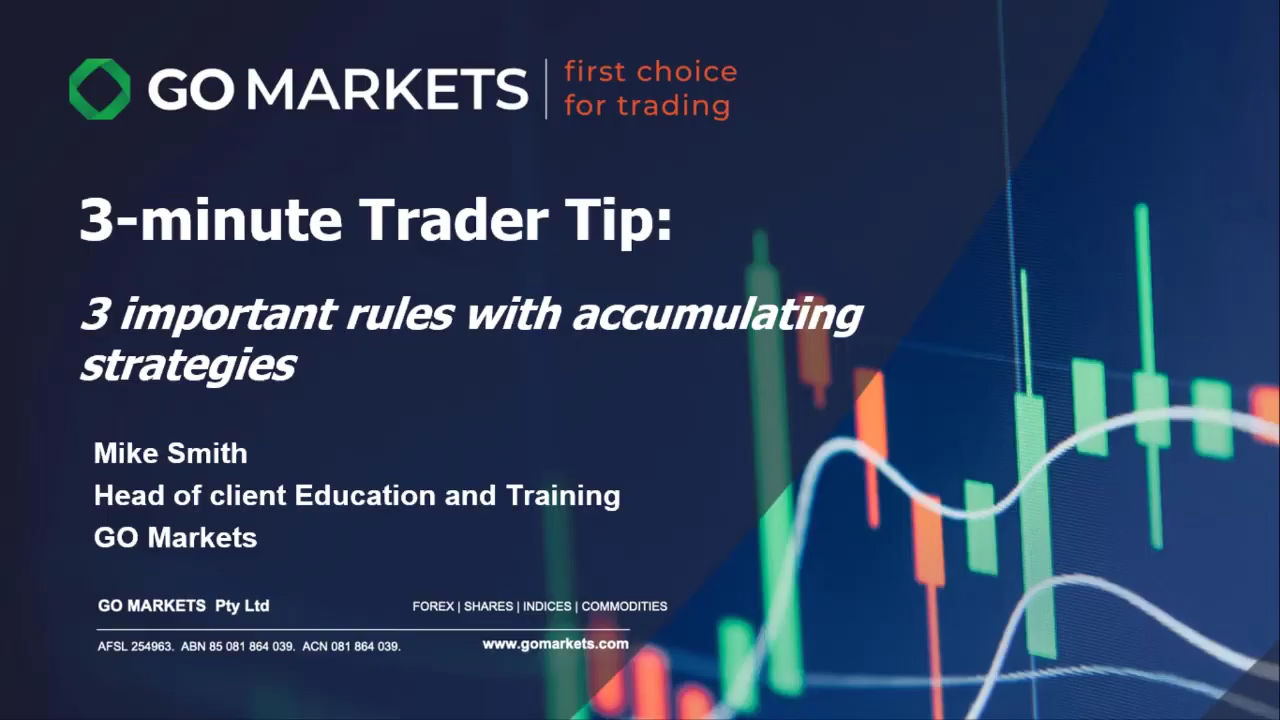 GO MARKETS
first choice
for trading
3-minute Trader Tip:
3 important rules with accumulating
strategies
Mike Smith
Head of client Education and Training
GO Markets
GO MARKETS Pty Ltd
FOREX | SHARES | INDICES | COMMODITIES
AFSL 254963. ABN 85 081 864 039. ACN 081 864 039.
www.gomarkets.com